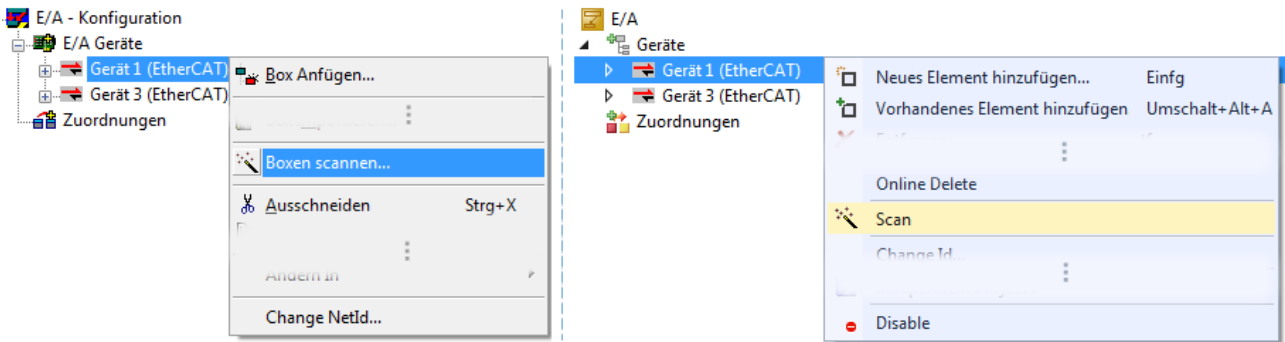 E/A - Konfiguration
E/A Geräte
Gerät 1 (EtherCAT)
Gerät 3 (EtherCAT)
Zuordnungen
Box Anfügen...
Boxen scannen...
Ausschneiden Strg+X
Ändern In
Change NetId...
E/A
Geräte
Gerät 1 (EtherCAT)
Gerät 3 (EtherCAT)
Zuordnungen
Neues Element hinzufügen... Einfg
Vorhandenes Element hinzufügen Umschalt+Alt+A
Online Delete
Scan
Change Id...
Disable